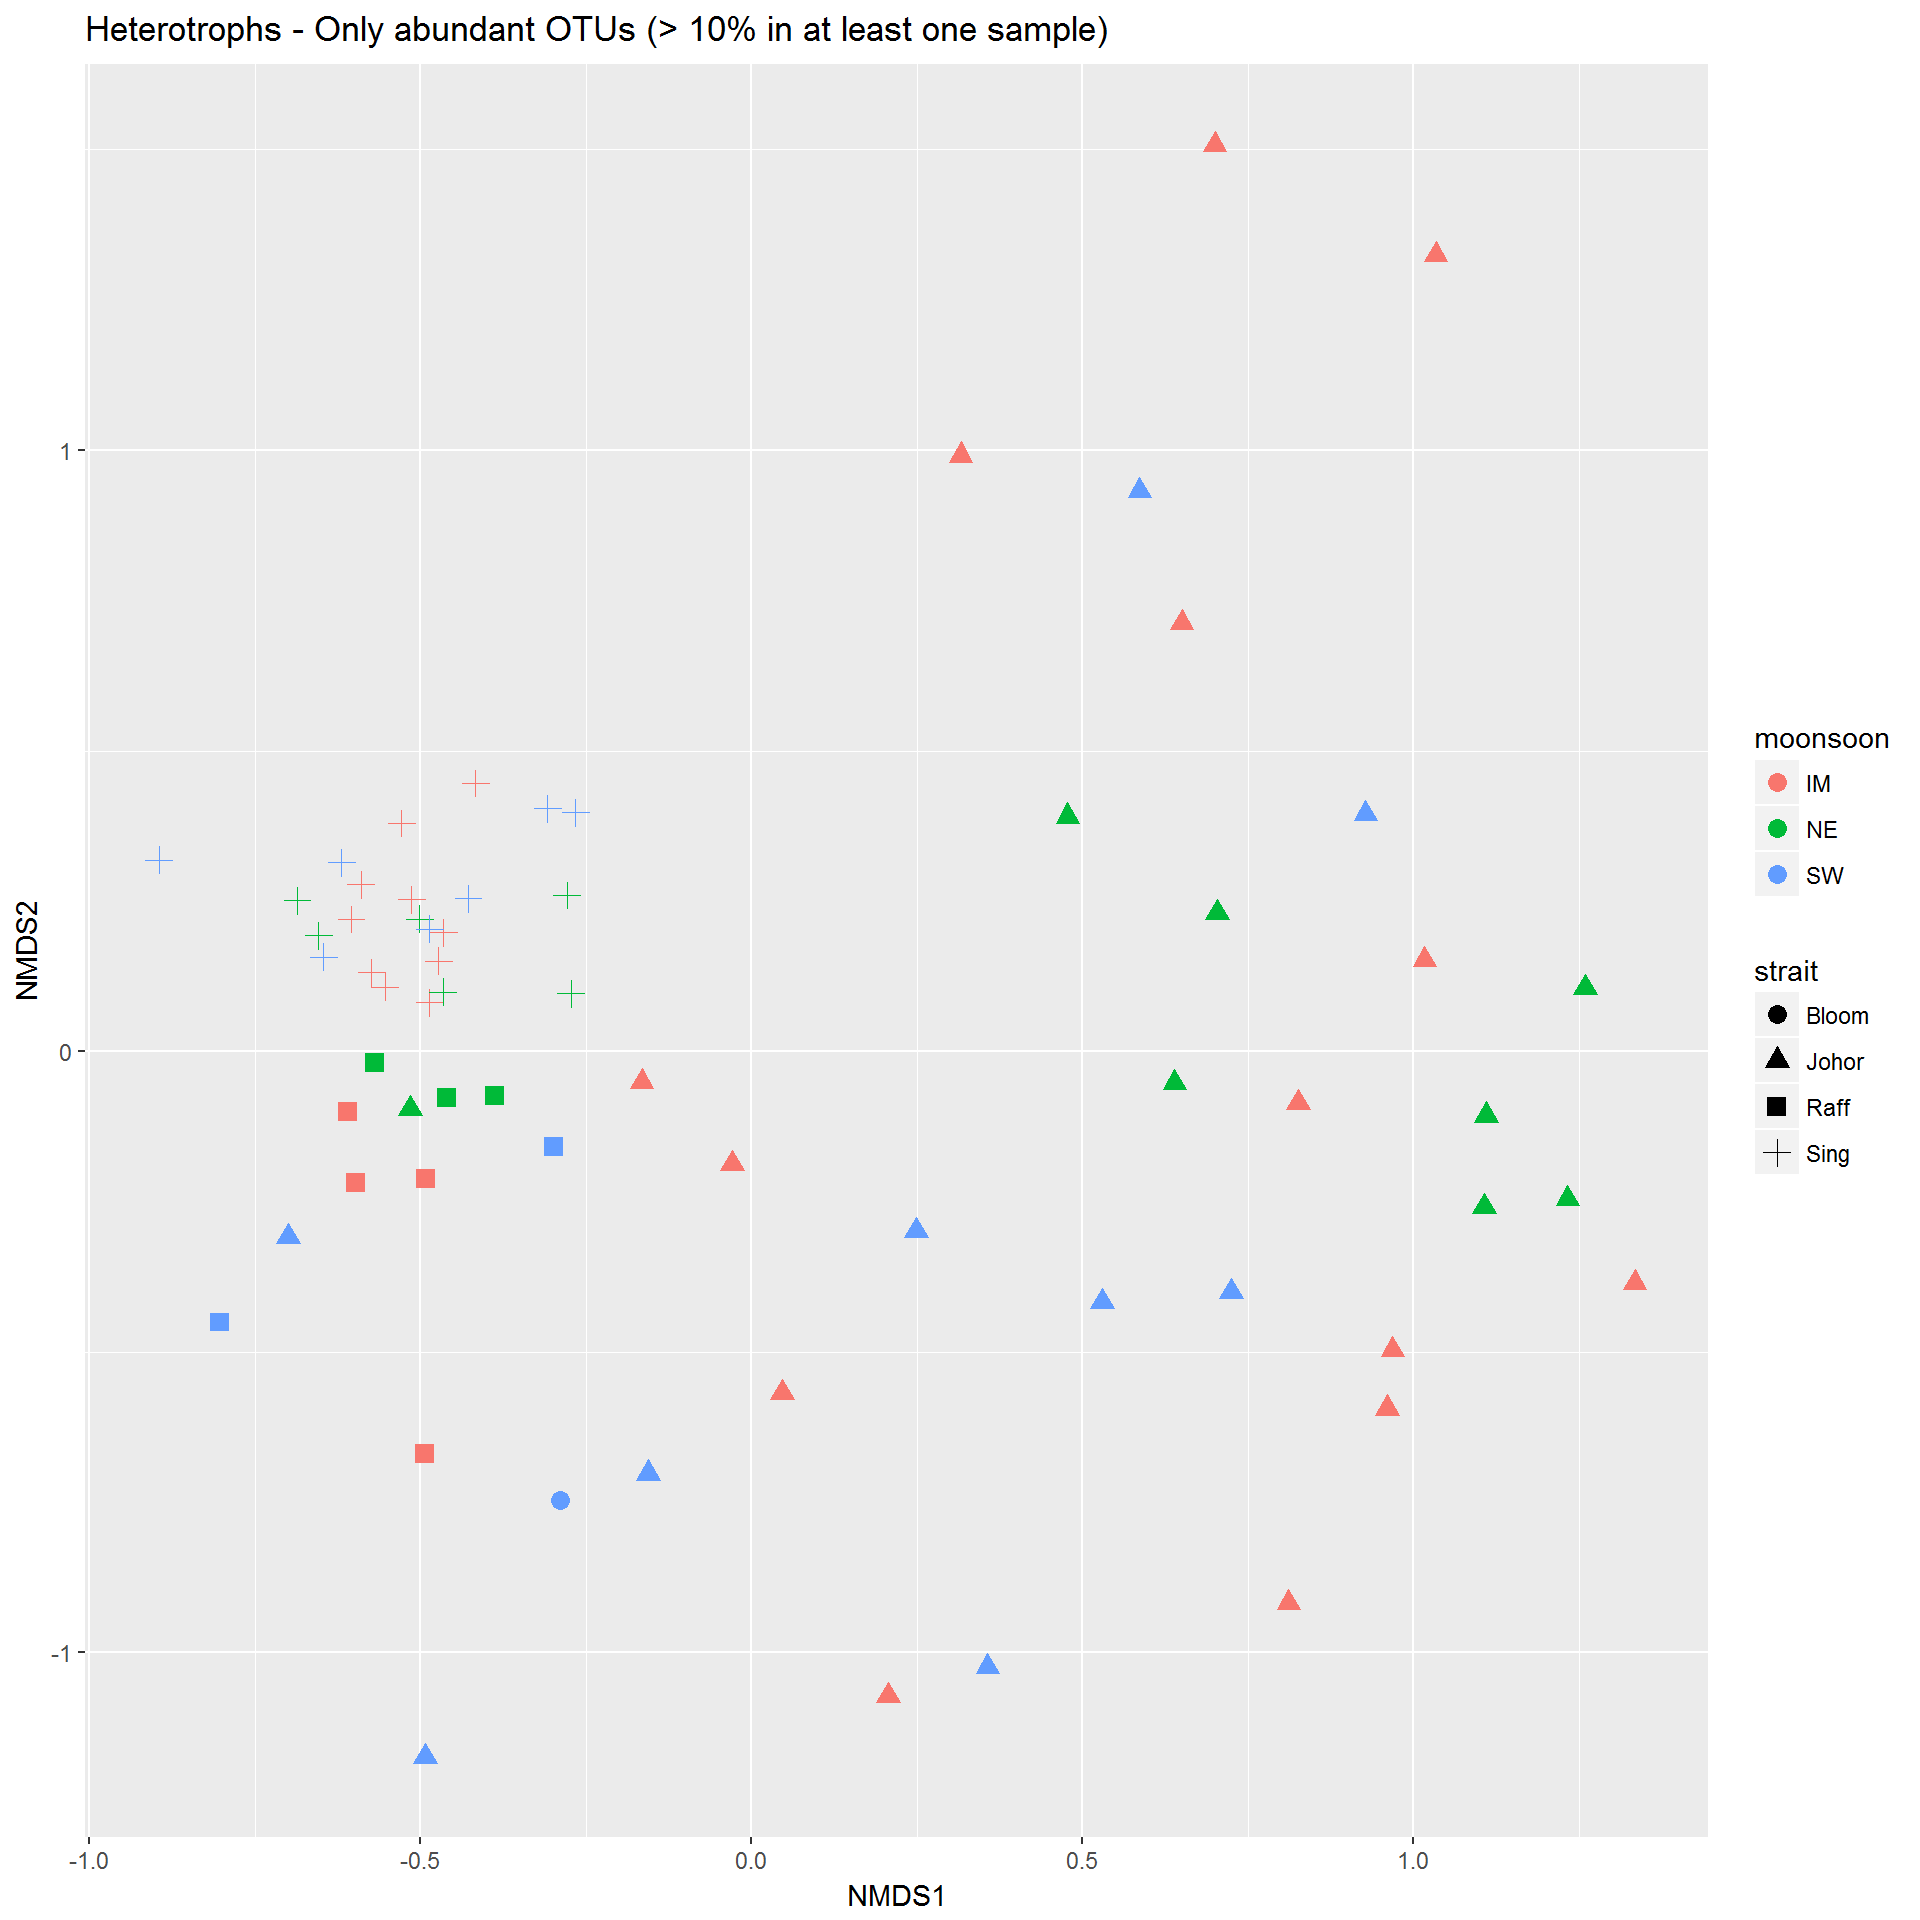 Heterotrophs - Only abundant OTUs (> 10% in at least one sample)
1
0
-1
NMDS2
-1.0 -0.5 0.0 0.5 1.0
NMDS1
moonsoon
IM
NE
SW
strait
Bloom
Johor
Raff
Sing